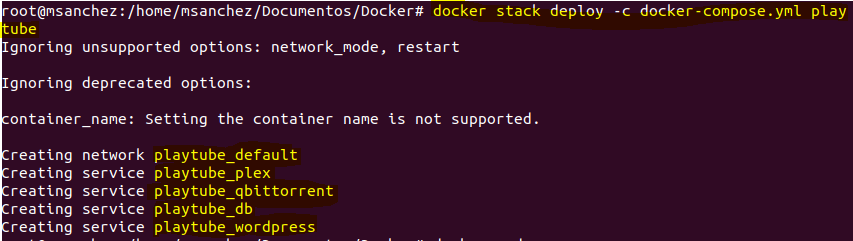 root@msanchez:/home/msanchez/Documentos/Docker# docker stack deploy -c docker-compose.yml play
tube
Ignoring unsupported options: network_mode, restart
Ignoring deprecated options:
container_name: Setting the container name is not supported.
Creating network playtube_default
Creating service playtube_plex
Creating service playtube_qbittorrent
Creating service playtube_db
Creating service playtube_wordpress